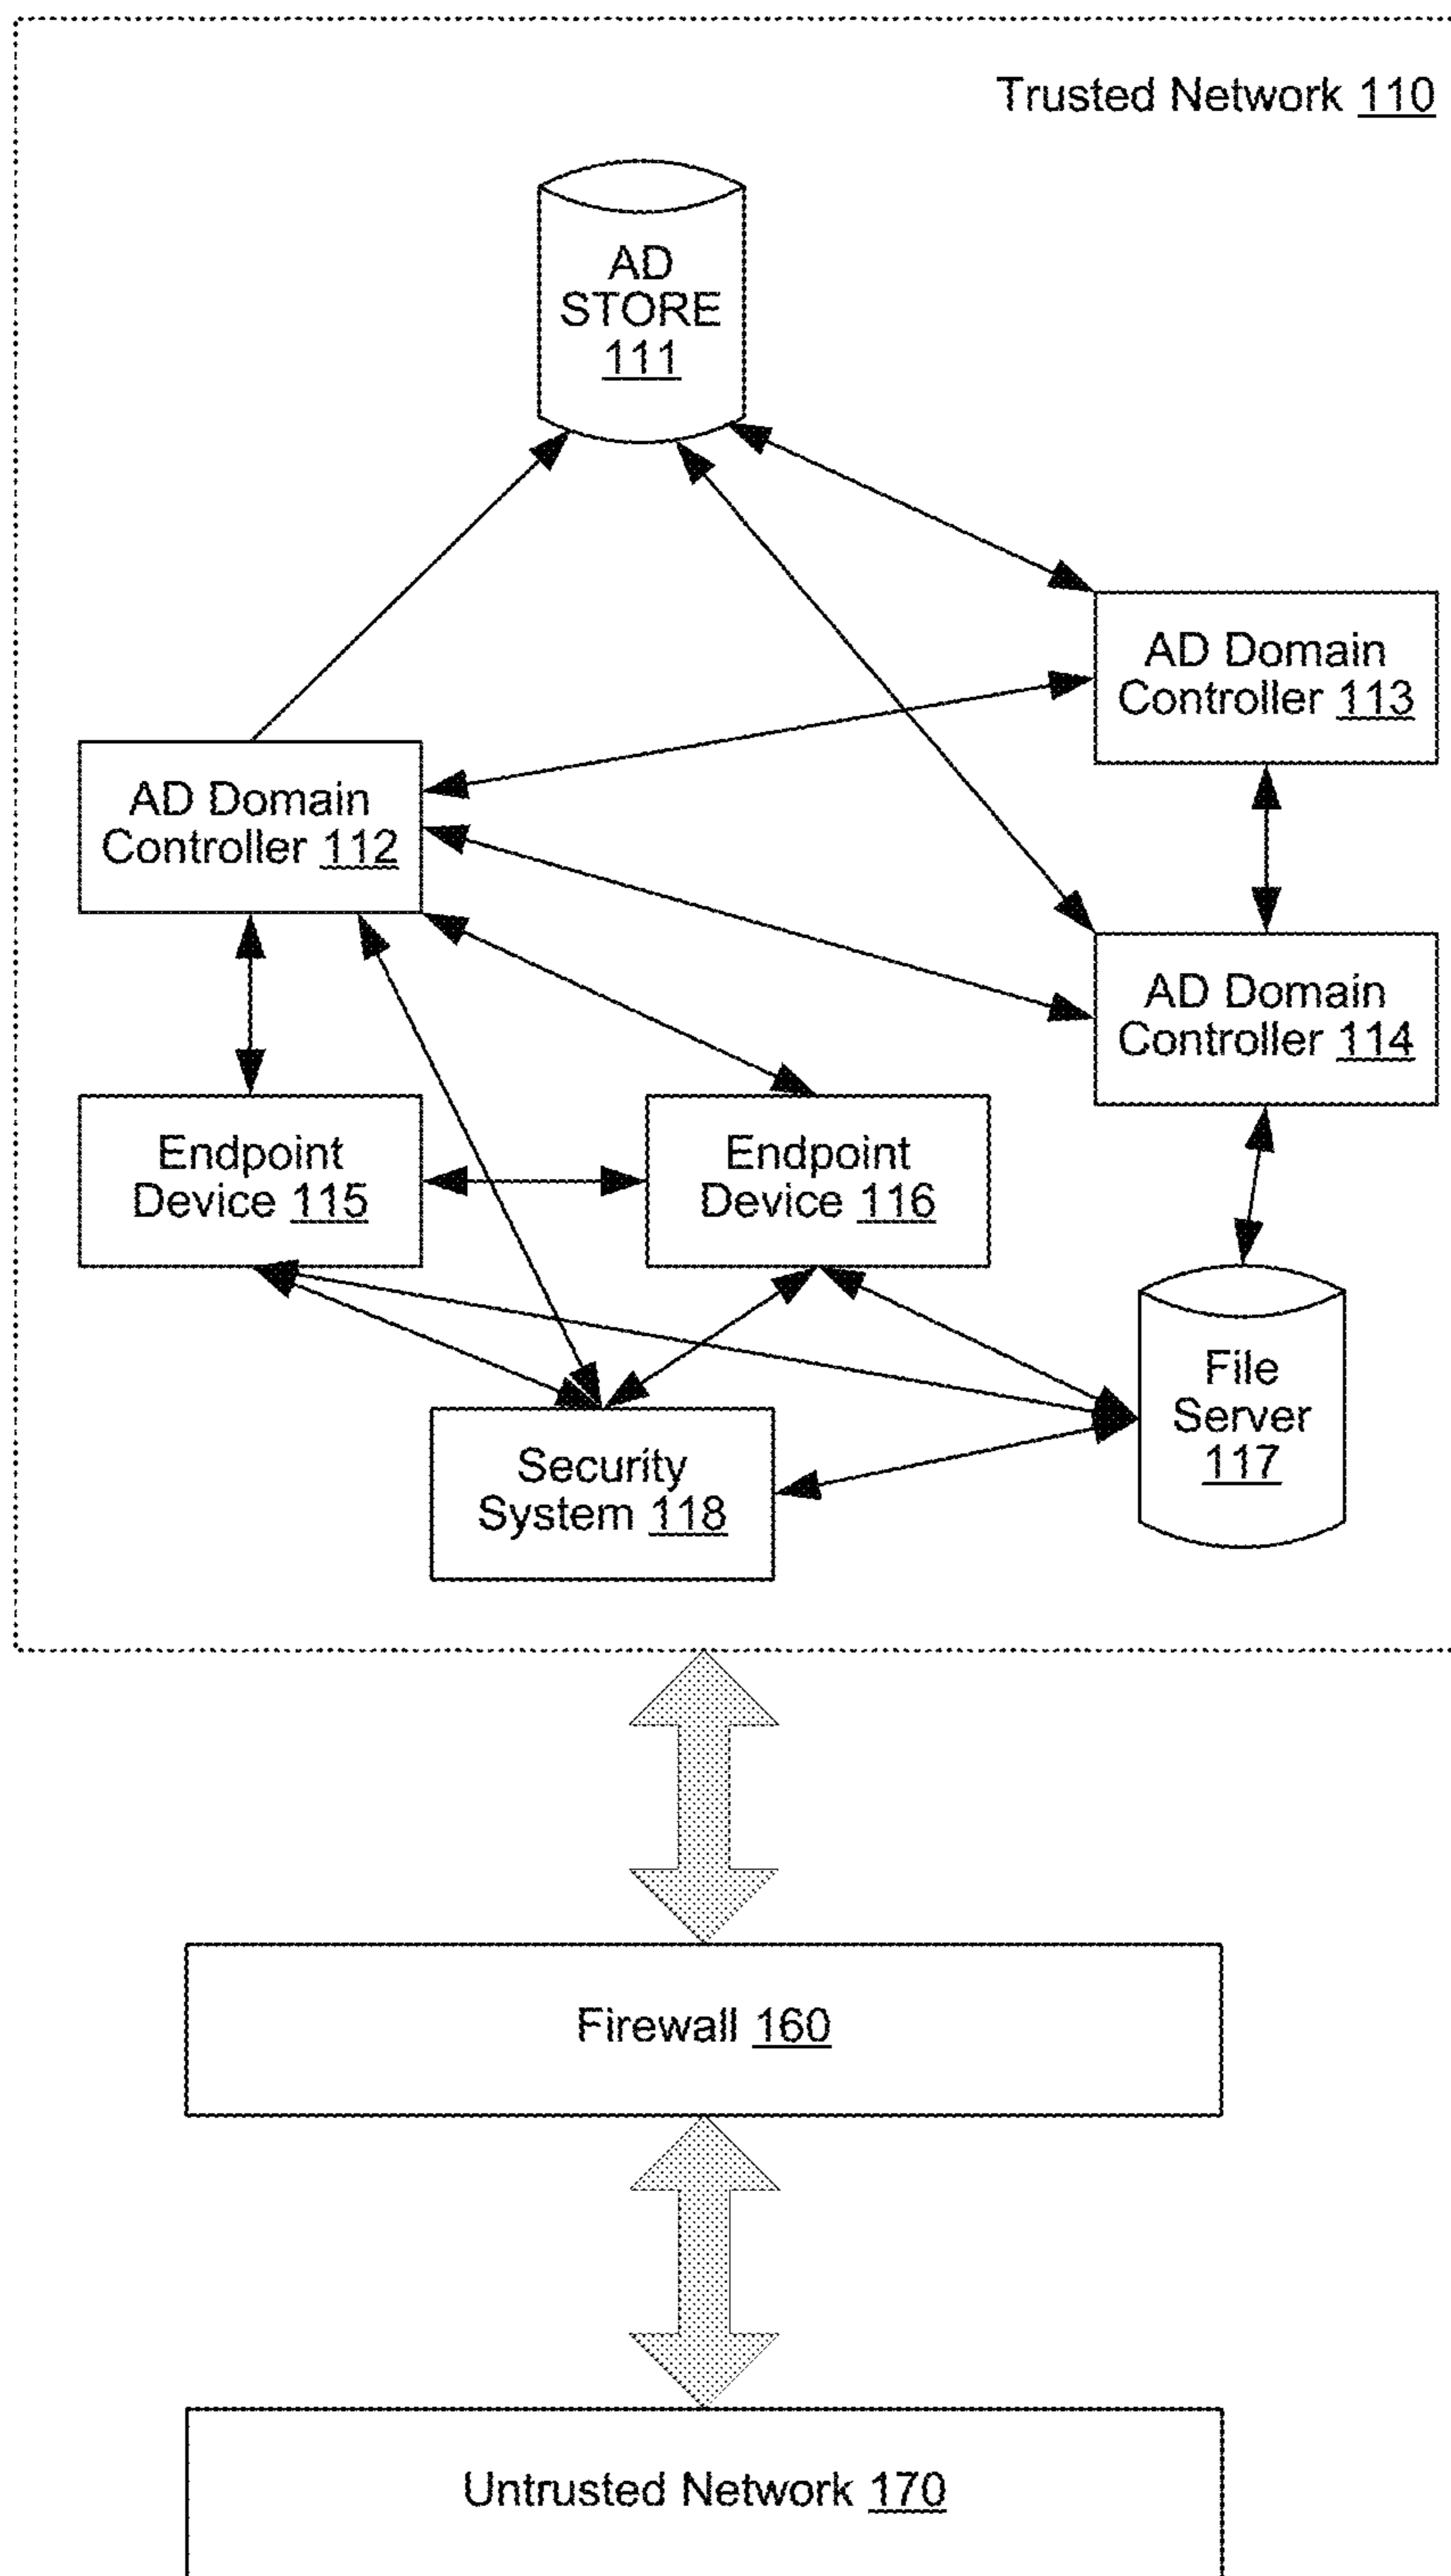 Trusted Network 110
AD
STORE
111
AD Domain
Controller 113
AD Domain
Controller 112
AD Domain
Controller 114
Endpoint
Device 115
Endpoint
Device 116
File
Server
117
Security
System 118
Firewall 160
Untrusted Network 170